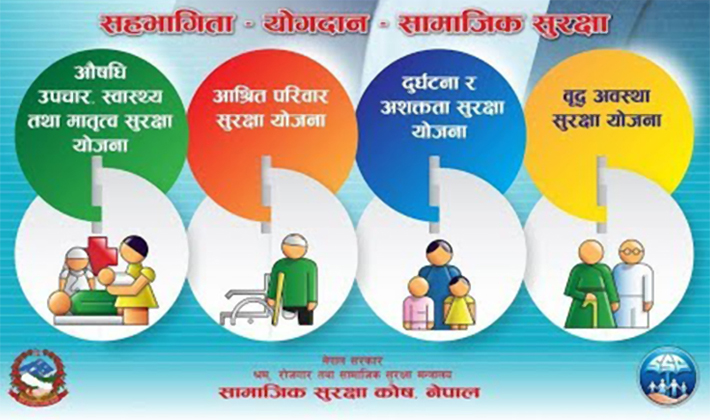 सहभागिता - योगदान - सामाजिक सुरक्षा
औषधि
उपचार, स्वास्थ्य
तथा मातृत्व सुरक्षा
योजना
आश्रित परिवार
सुरक्षा योजना
दुर्घटना र
अशक्तता सुरक्षा
योजना
वृद्ध अवस्था
सुरक्षा योजना
नेपाल सरकार
श्रम, रोजगार तथा सामाजिक सुरक्षा मन्त्रालय
सामाजिक सुरक्षा कोष, नेपाल
SSF